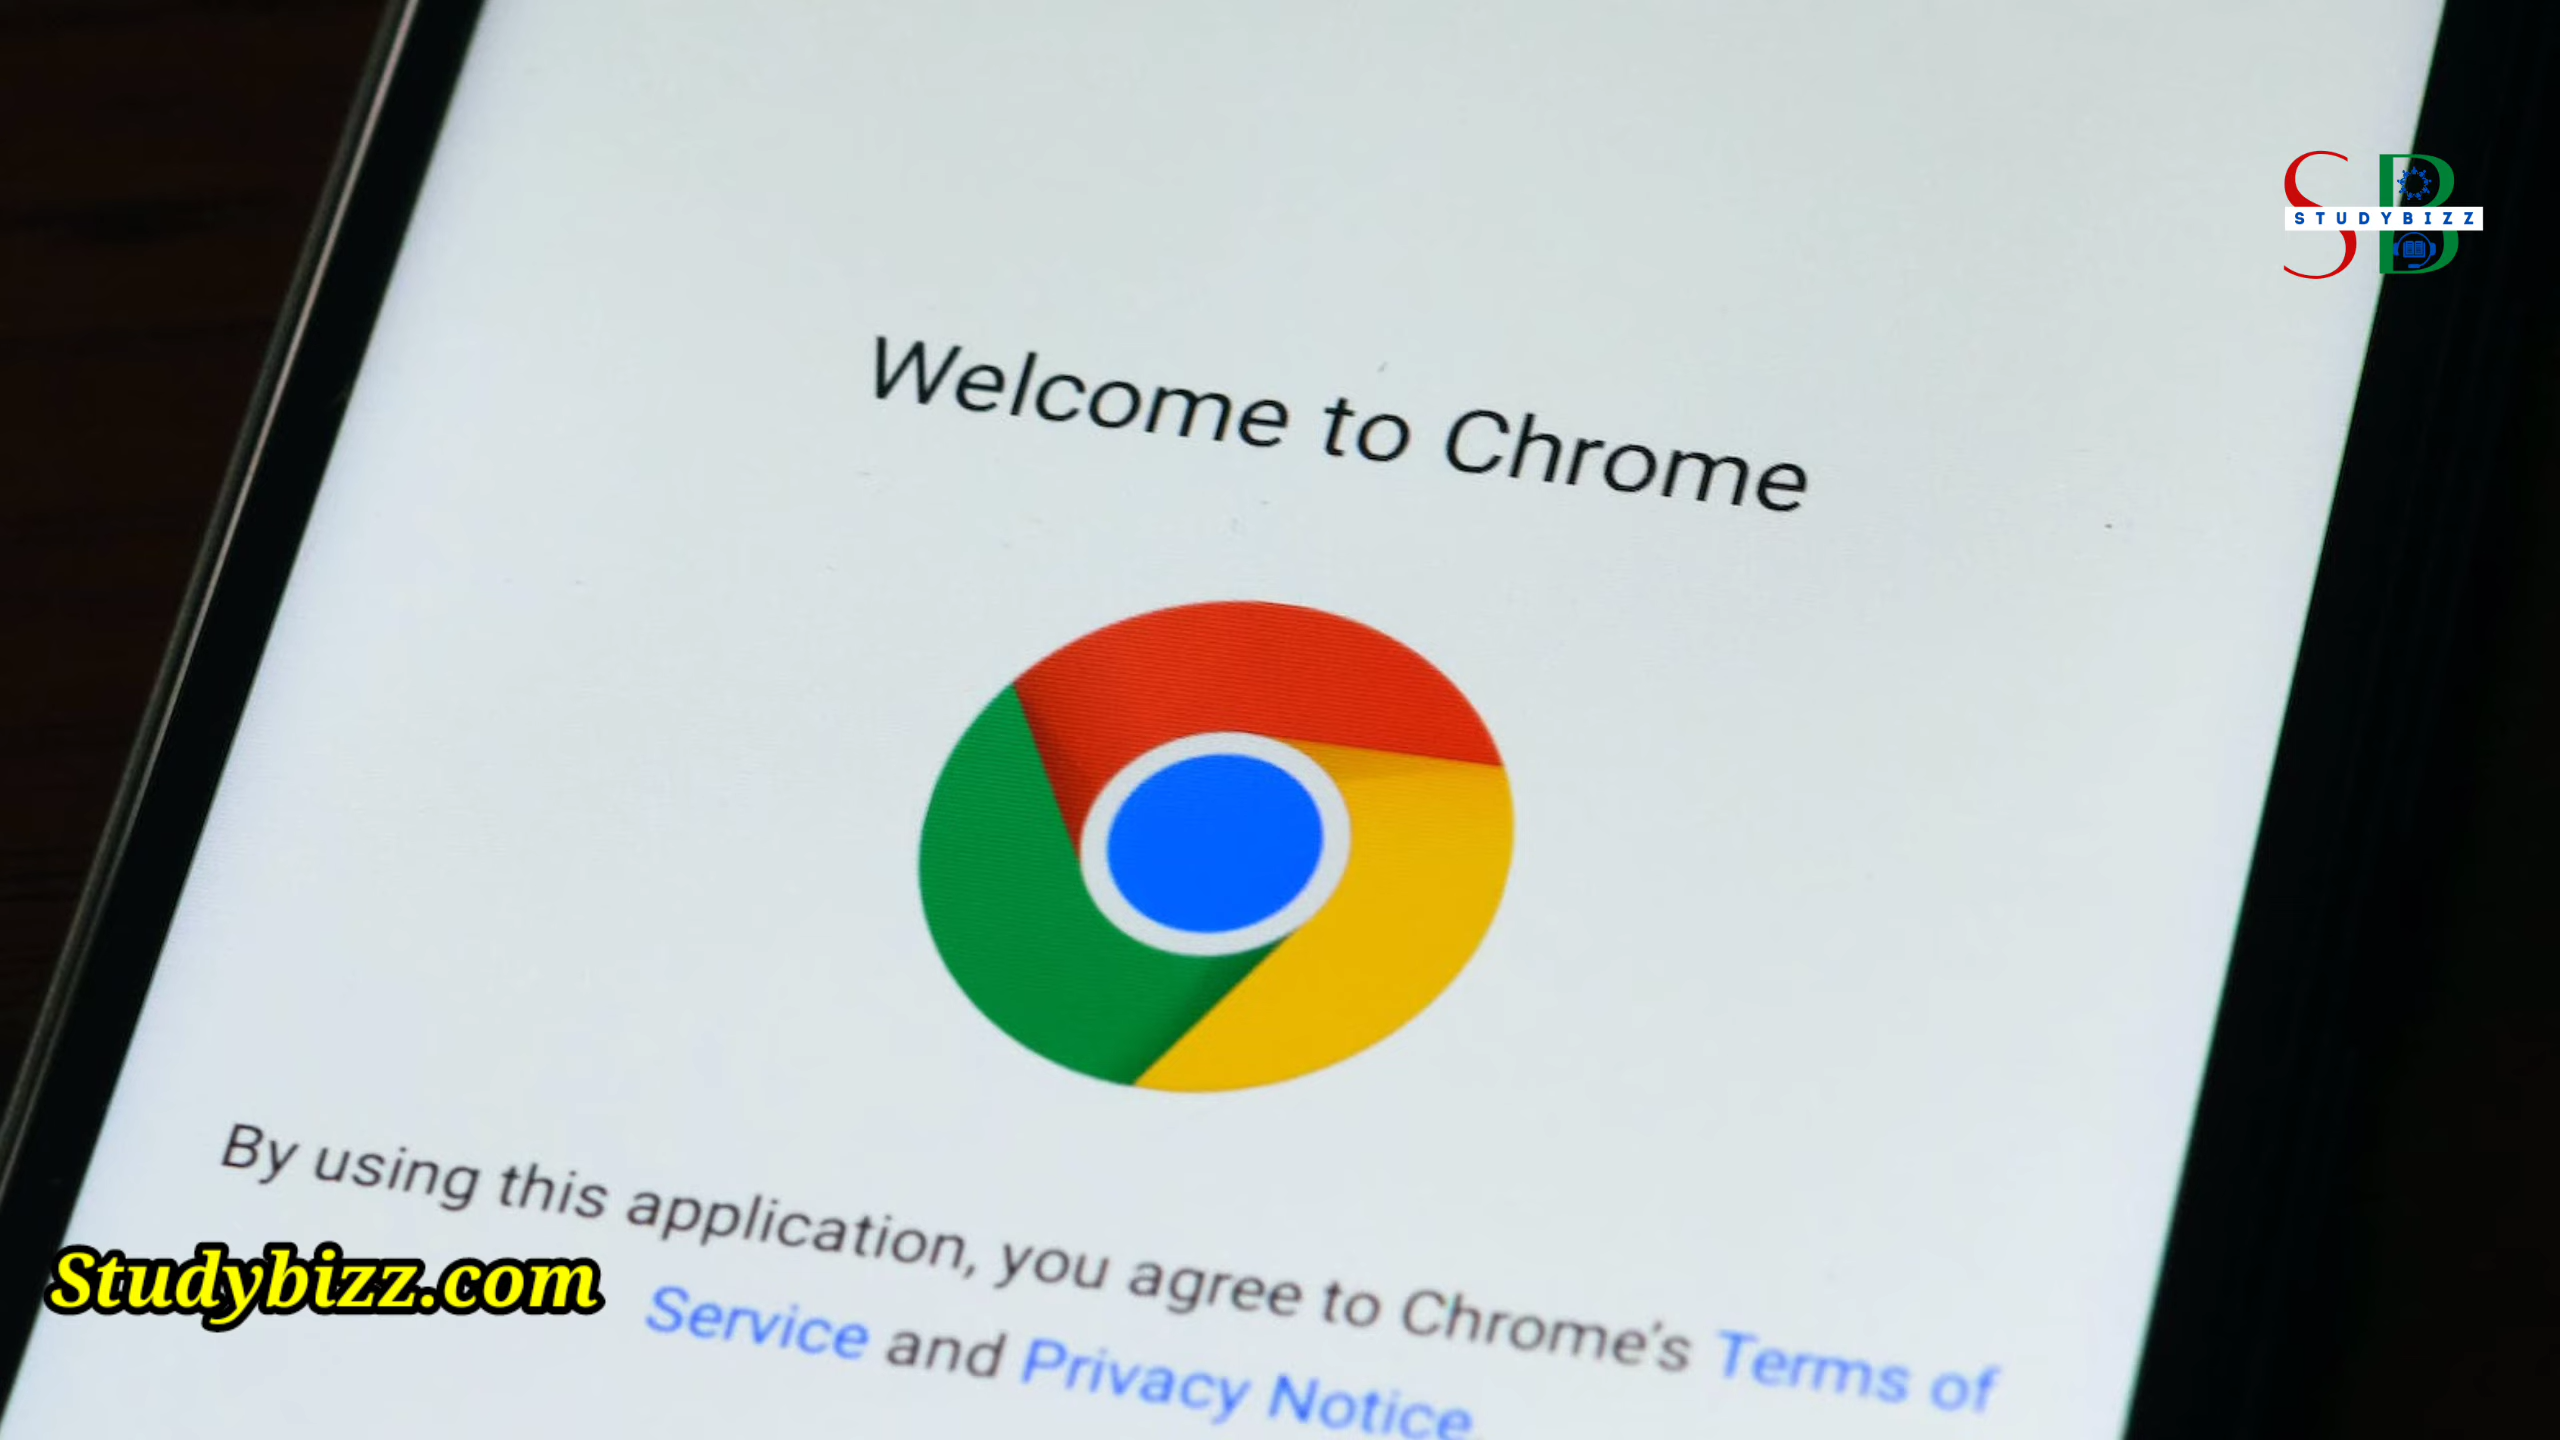 STUDYBIZZ
Welcome to Chrome
By using this application, you agree to Chrome's Terms of
Service and Privacy Notice.
Studybizz.com